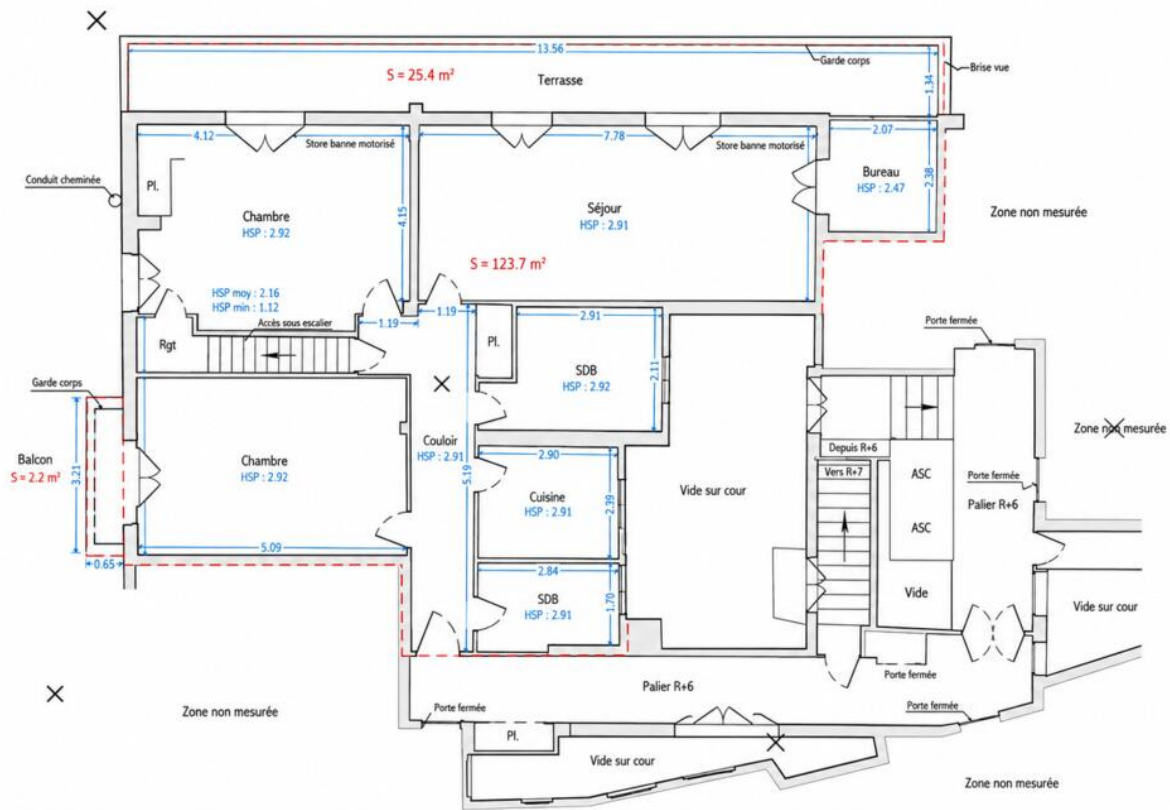 13.56
Garde corps
Brise vue
S = 25.4 m²
Terrasse
1.34
4.12
Store banne motorisé
7.78
Store banne motorisé
2.07
Conduit cheminée
Pl.
Chambre
HSP : 2.92
4.15
Séjour
HSP : 2.91
Bureau
HSP : 2.47
2.38
Zone non mesurée
S = 123.7 m²
HSP moy : 2.16
HSP min : 1.12
Accès sous escalier
1.19
1.19
Rgt
Pl.
2.91
SDB
HSP : 2.92
2.11
Porte fermée
Garde corps
Balcon
S = 2.2 m²
3.21
0.65
Chambre
HSP : 2.92
5.09
Couloir
HSP : 2.91
5.19
2.90
Cuisine
HSP : 2.91
2.39
2.84
SDB
HSP : 2.91
1.70
Vide sur cour
Depuis R+6
Vers R+7
ASC
ASC
Vide
Porte fermée
Palier R+6
Zone non mesurée
Vide sur cour
Porte fermée
Palier R+6
Porte fermée
Porte fermée
Pl.
Vide sur cour
Zone non mesurée
Zone non mesurée